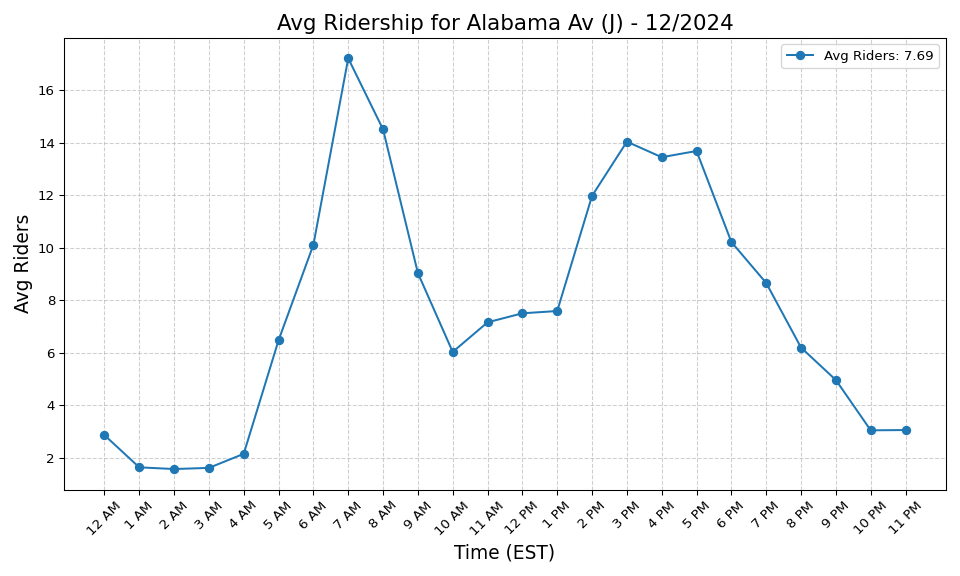 Avg Ridership for Alabama Av (J) - 12/2024
Avg Riders: 7.69
Avg Riders
16
14
12
10
8
6
4
2
12 AM
1 AM
2 AM
3 AM
4 AM
5 AM
6 AM
7 AM
8 AM
9 AM
10 AM
11 AM
12 PM
1 PM
2 PM
3 PM
4 PM
5 PM
6 PM
7 PM
8 PM
9 PM
10 PM
11 PM
Time (EST)